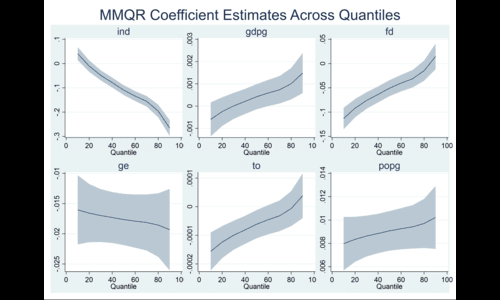 MMQR Coefficient Estimates Across Quantiles
ind gdpg fd
.1 0 -.1 -.2 -.3
0 20 40 60 80 100
Quantile
.003 .002 .001 0 -.001
0 20 40 60 80 100
Quantile
.05 0 -.05 -.1 -.15
0 20 40 60 80 100
Quantile
ge to popg
-.01 -.015 -.02 -.025
0 20 40 60 80 100
Quantile
.0001 0 -.0001 -.0002
0 20 40 60 80 100
Quantile
.014 .012 .01 .008 .006
0 20 40 60 80 100
Quantile